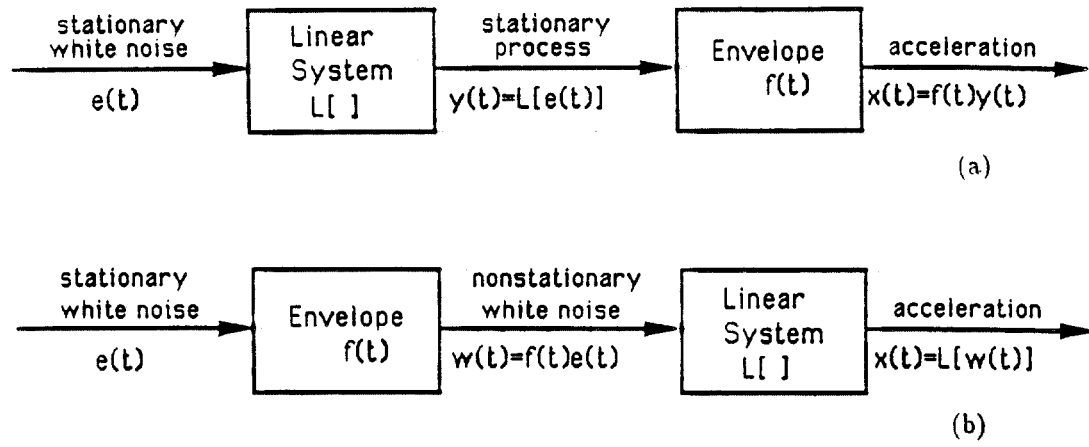 stationary
white noise
e(t)
Linear
System
L[ ]
stationary
process
y(t)=L[e(t)]
Envelope
f(t)
acceleration
x(t)=f(t)y(t)
(a)
stationary
white noise
e(t)
Envelope
f(t)
nonstationary
white noise
w(t)=f(t)e(t)
Linear
System
L[ ]
acceleration
x(t)=L[w(t)]
(b)